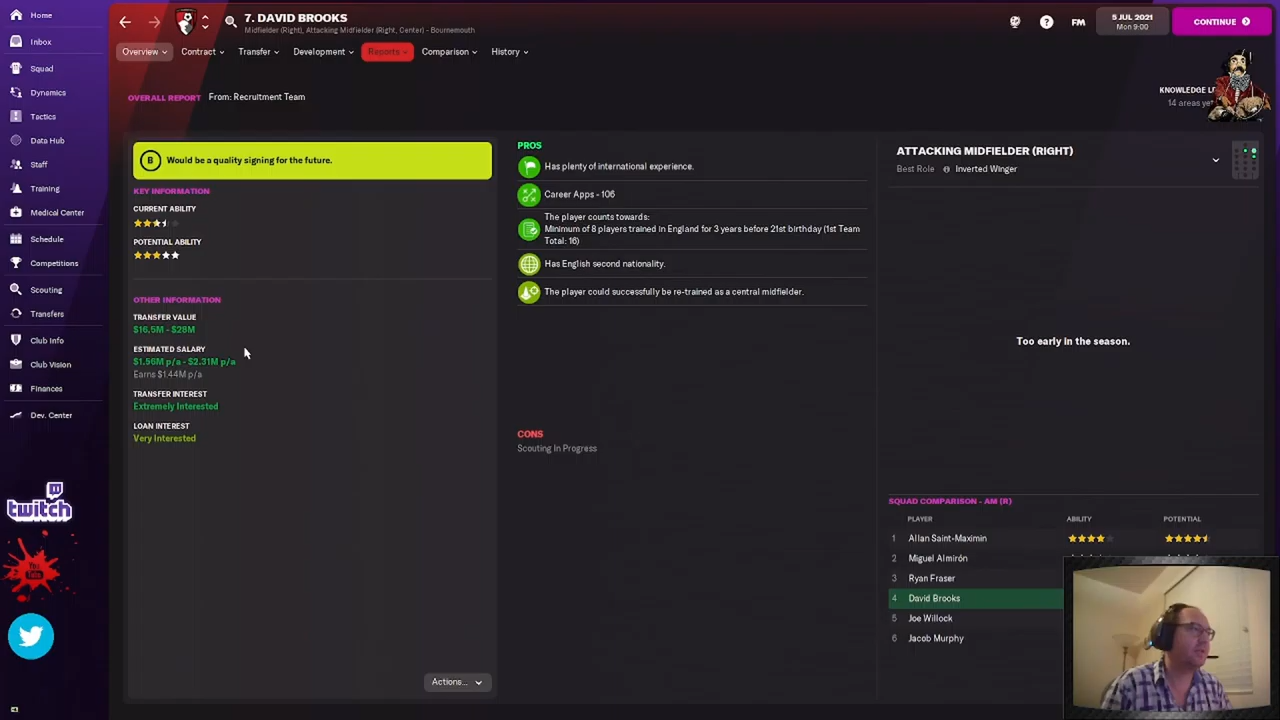 Home
Inbox
Squad
Dynamics
Tactics
Data Hub
Staff
Training
Medical Center
Schedule
Competitions
Scouting
Transfers
Club Info
Club Vision
Finances
Dev. Center
twitch
You
Tube
7. DAVID BROOKS
Midfielder (Right), Attacking Midfielder (Right, Center) - Bournemouth
FM
5 JUL 2021
Mon 9:00
CONTINUE
Overview
Contract
Transfer
Development
Reports
Comparison
History
OVERALL REPORT From: Recruitment Team
KNOWLEDGE
14 areas
B Would be a quality signing for the future.
KEY INFORMATION
CURRENT ABILITY
POTENTIAL ABILITY
OTHER INFORMATION
TRANSFER VALUE
$16.5M - $28M
ESTIMATED SALARY
$1.56M p/a - $2.31M p/a
Earns $1.44M p/a
TRANSFER INTEREST
Extremely Interested
LOAN INTEREST
Very Interested
Actions...
PROS
Has plenty of international experience.
Career Apps - 106
The player counts towards:
Minimum of 8 players trained in England for 3 years before 21st birthday (1st Team
Total: 16)
Has English second nationality.
The player could successfully be re-trained as a central midfielder.
CONS
Scouting In Progress
ATTACKING MIDFIELDER (RIGHT)
Best Role Inverted Winger
Too early in the season.
SQUAD COMPARISON - AM (R)
PLAYER ABILITY POTENTIAL
1 Allan Saint-Maximin
2 Miguel Almirón
3 Ryan Fraser
4 David Brooks
5 Joe Willock
6 Jacob Murphy